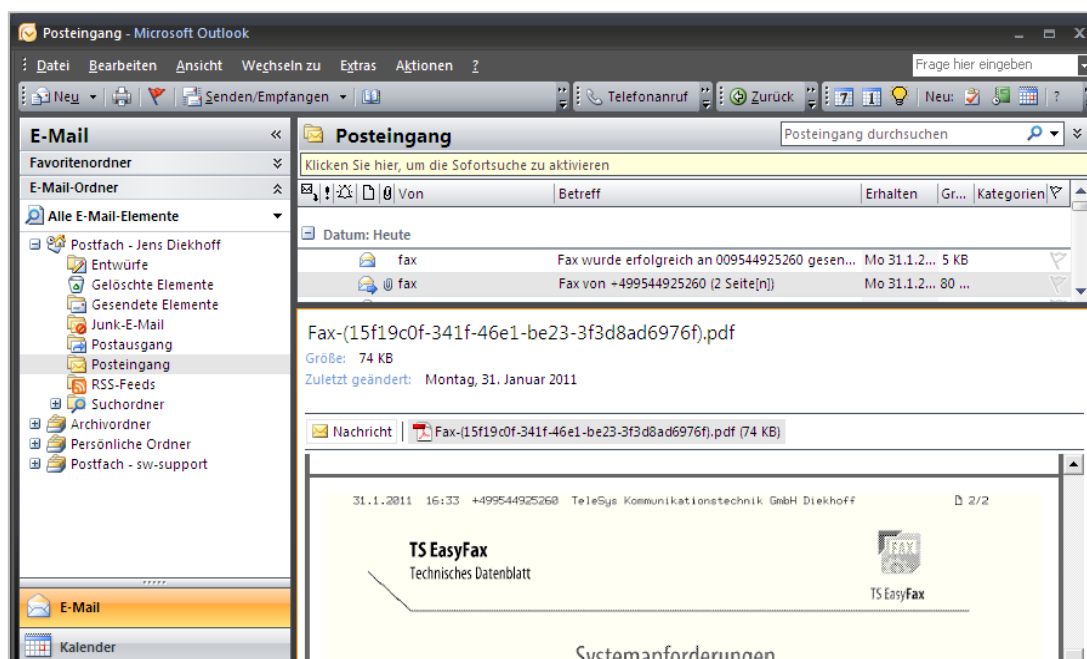 Posteingang - Microsoft Outlook
Datei Bearbeiten Ansicht Wechseln zu Extras Aktionen ? Frage hier eingeben
Neu Senden/Empfangen Telefonanruf Zurück 7 1 Neu: ?
E-Mail «
Favoritenordner
E-Mail-Ordner
Alle E-Mail-Elemente
Postfach - Jens Diekhoff
Entwürfe
Gelöschte Elemente
Gesendete Elemente
Junk-E-Mail
Postausgang
Posteingang
RSS-Feeds
Suchordner
Archivordner
Persönliche Ordner
Postfach - sw-support
E-Mail
Kalender
Posteingang Posteingang durchsuchen
Klicken Sie hier, um die Sofortsuche zu aktivieren
Von Betreff Erhalten Gr... Kategorien
Datum: Heute
fax Fax wurde erfolgreich an 009544925260 gesen... Mo 31.1.2... 5 KB
fax Fax von +499544925260 (2 Seite[n]) Mo 31.1.2... 80 ...
Fax-(15f19c0f-341f-46e1-be23-3f3d8ad6976f).pdf
Größe: 74 KB
Zuletzt geändert: Montag, 31. Januar 2011
Nachricht Fax-(15f19c0f-341f-46e1-be23-3f3d8ad6976f).pdf (74 KB)
31.1.2011 16:33 +499544925260 TeleSys Kommunikationstechnik GmbH Diekhoff 2/2
TS EasyFax
Technisches Datenblatt
FAX
TS EasyFax
Systemanforderungen